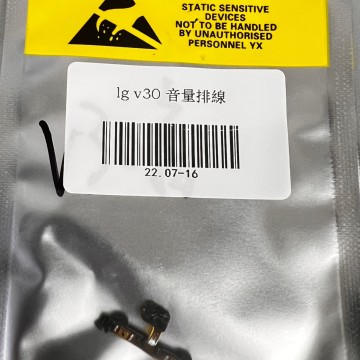 STATIC SENSITIVE
DEVICES
NOT TO BE HANDLED
BY UNAUTHORISED
PERSONNEL YX
lg v30 音量排線
22.07-16